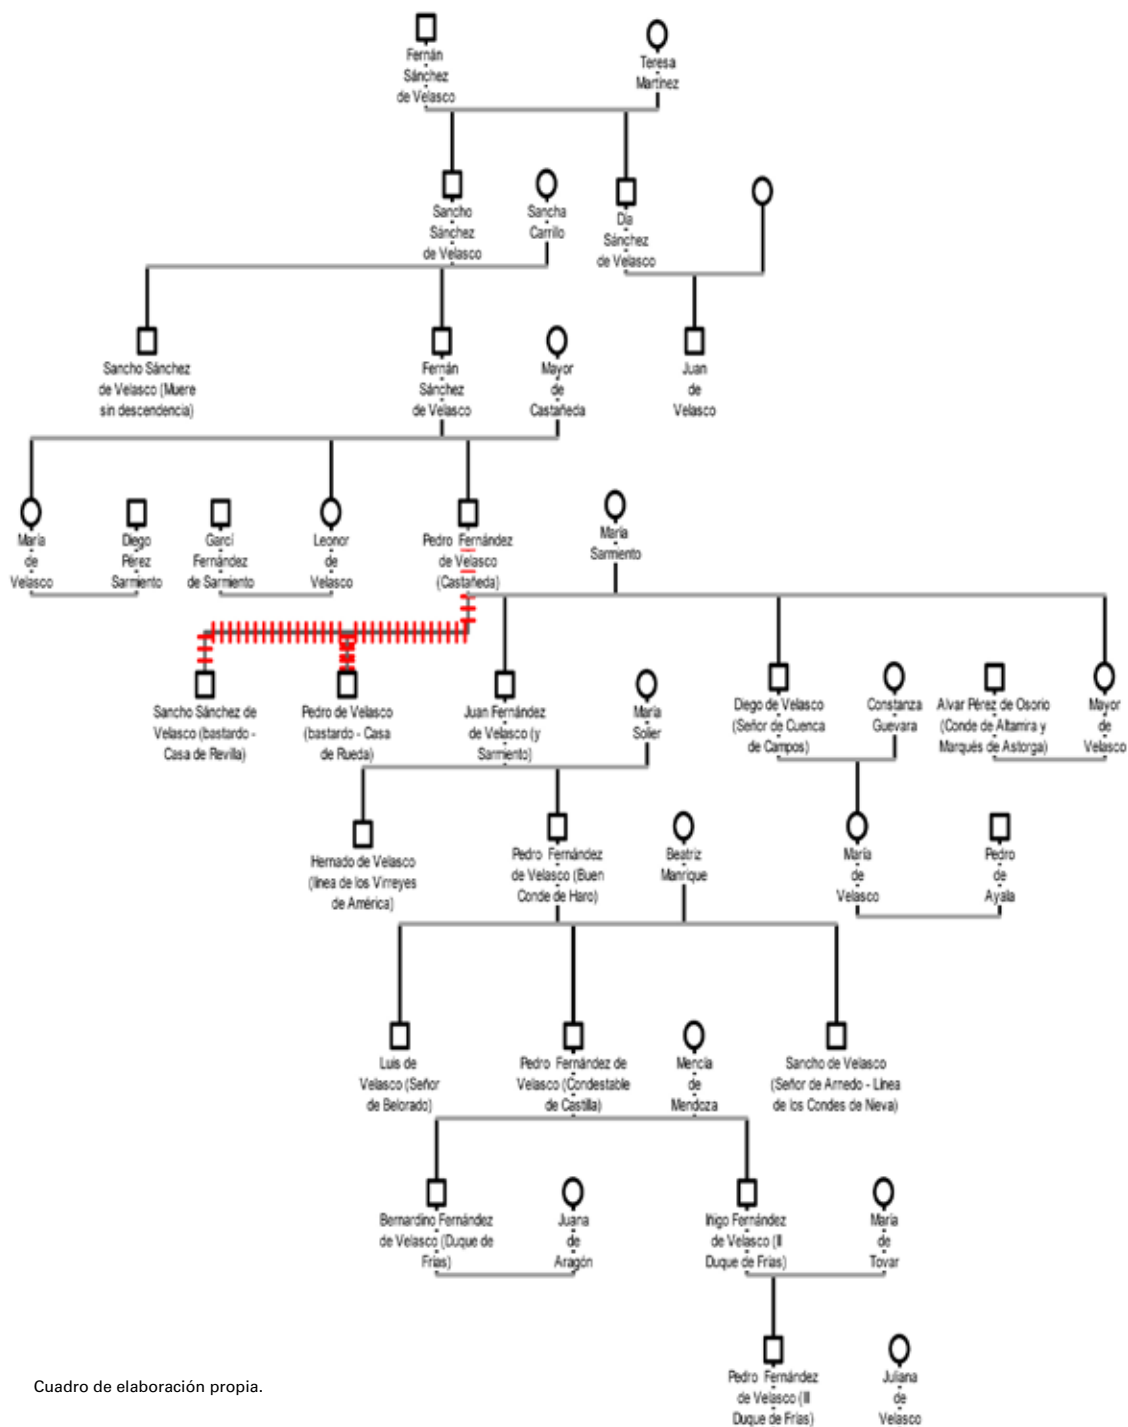 Fernán
Sánchez
de Velasco
Teresa
Martínez
Sancho
Sánchez
de Velasco
Sancha
Carrillo
Día
Sánchez
de Velasco
Sancho Sánchez
de Velasco (Muere
sin descendencia)
Fernán
Sánchez
de Velasco
Mayor
de
Castañeda
Juan
de
Velasco
María
de
Velasco
Diego
Pérez
Sarmiento
Garcí
Fernández
de Sarmiento
Leonor
de
Velasco
Pedro Fernández
de Velasco
(Castañeda)
María
Sarmiento
Sancho Sánchez de
Velasco (bastardo -
Casa de Revilla)
Pedro de Velasco
(bastardo - Casa
de Rueda)
Juan Fernández
de Velasco (y
Sarmiento)
María
Solier
Diego de Velasco
(Señor de Cuenca
de Campos)
Constanza
Guevara
Alvar Pérez de Osorio
(Conde de Altamira y
Marqués de Astorga)
Mayor
de
Velasco
Hernado de Velasco
(línea de los Virreyes
de América)
Pedro Fernández
de Velasco (Buen
Conde de Haro)
Beatriz
Manrique
María
de
Velasco
Pedro
de
Ayala
Luis de
Velasco (Señor
de Belorado)
Pedro Fernández de
Velasco (Condestable
de Castilla)
Mencía
de
Mendoza
Sancho de Velasco
(Señor de Arnedo - Línea
de los Condes de Neva)
Bernardino Fernández
de Velasco (Duque de
Frías)
Juana
de
Aragón
Iñigo Fernández
de Velasco (II
Duque de Frías)
María
de
Tovar
Pedro Fernández
de Velasco (III
Duque de Frías)
Juliana
de
Velasco
Cuadro de elaboración propia.